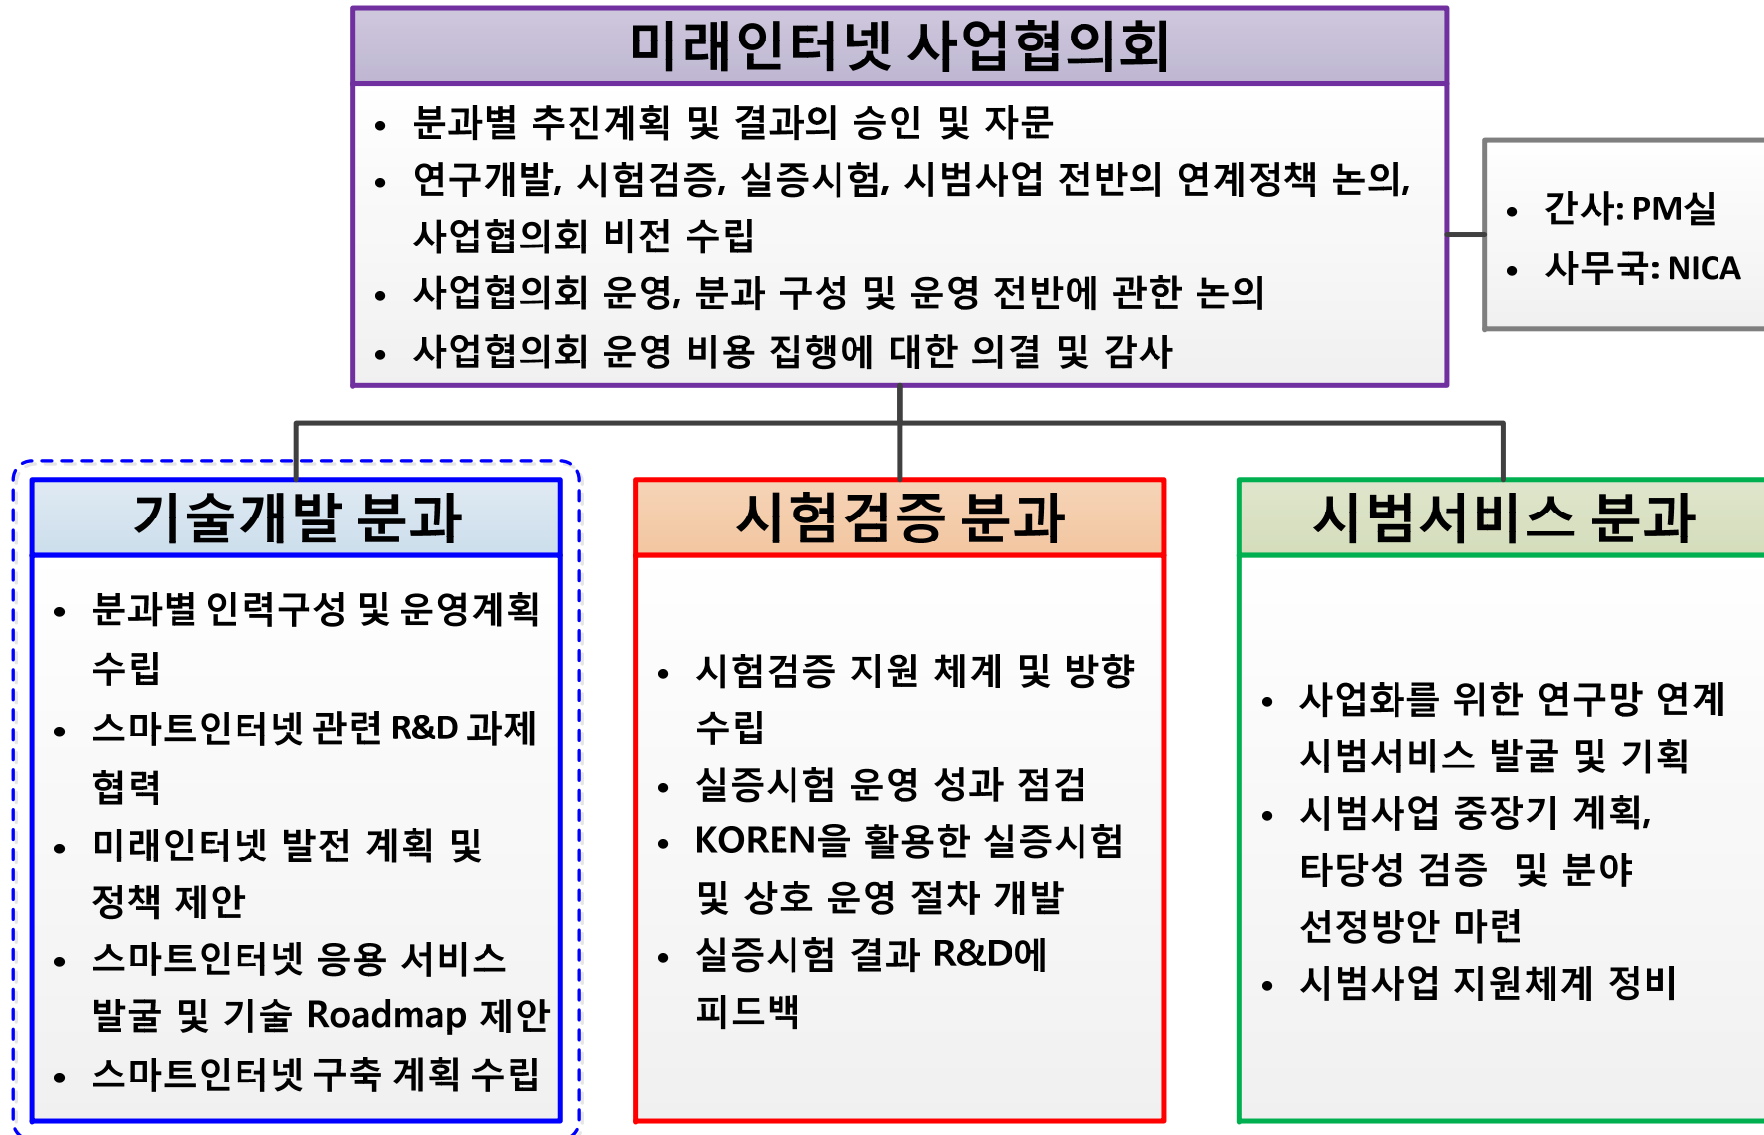 미래인터넷 사업협의회
• 분과별 추진계획 및 결과의 승인 및 자문
• 연구개발, 시험검증, 실증시험, 시범사업 전반의 연계정책 논의,
사업협의회 비전 수립
• 사업협의회 운영, 분과 구성 및 운영 전반에 관한 논의
• 사업협의회 운영 비용 집행에 대한 의결 및 감사
• 간사: PM실
• 사무국: NICA
기술개발 분과
• 분과별 인력구성 및 운영계획
수립
• 스마트인터넷 관련 R&D 과제
협력
• 미래인터넷 발전 계획 및
정책 제안
• 스마트인터넷 응용 서비스
발굴 및 기술 Roadmap 제안
• 스마트인터넷 구축 계획 수립
시험검증 분과
• 시험검증 지원 체계 및 방향
수립
• 실증시험 운영 성과 점검
• KOREN을 활용한 실증시험
및 상호 운영 절차 개발
• 실증시험 결과 R&D에
피드백
시범서비스 분과
• 사업화를 위한 연구망 연계
시범서비스 발굴 및 기획
• 시범사업 중장기 계획,
타당성 검증 및 분야
선정방안 마련
• 시범사업 지원체계 정비